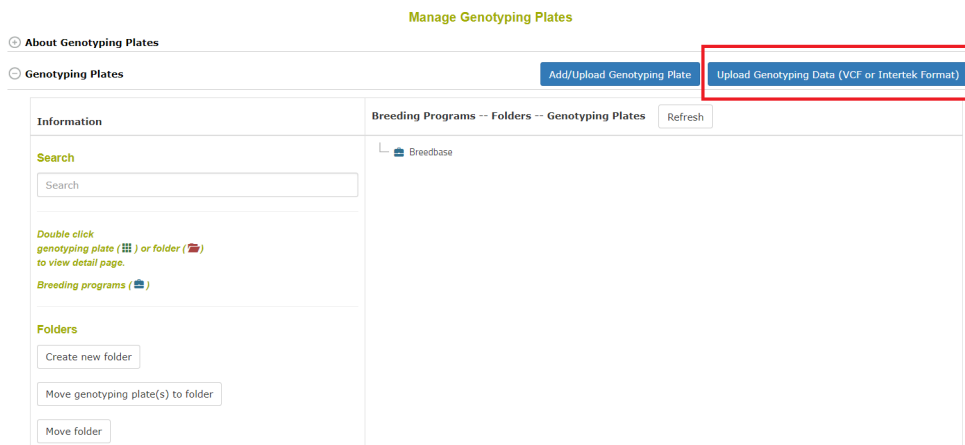 Manage Genotyping Plates
About Genotyping Plates
Genotyping Plates
Add/Upload Genotyping Plate
Upload Genotyping Data (VCF or Intertek Format)
Information
Breeding Programs -- Folders -- Genotyping Plates
Refresh
Search
Search
Breedbase
Double click
genotyping plate ( ) or folder ( )
to view detail page.
Breeding programs ( )
Folders
Create new folder
Move genotyping plate(s) to folder
Move folder